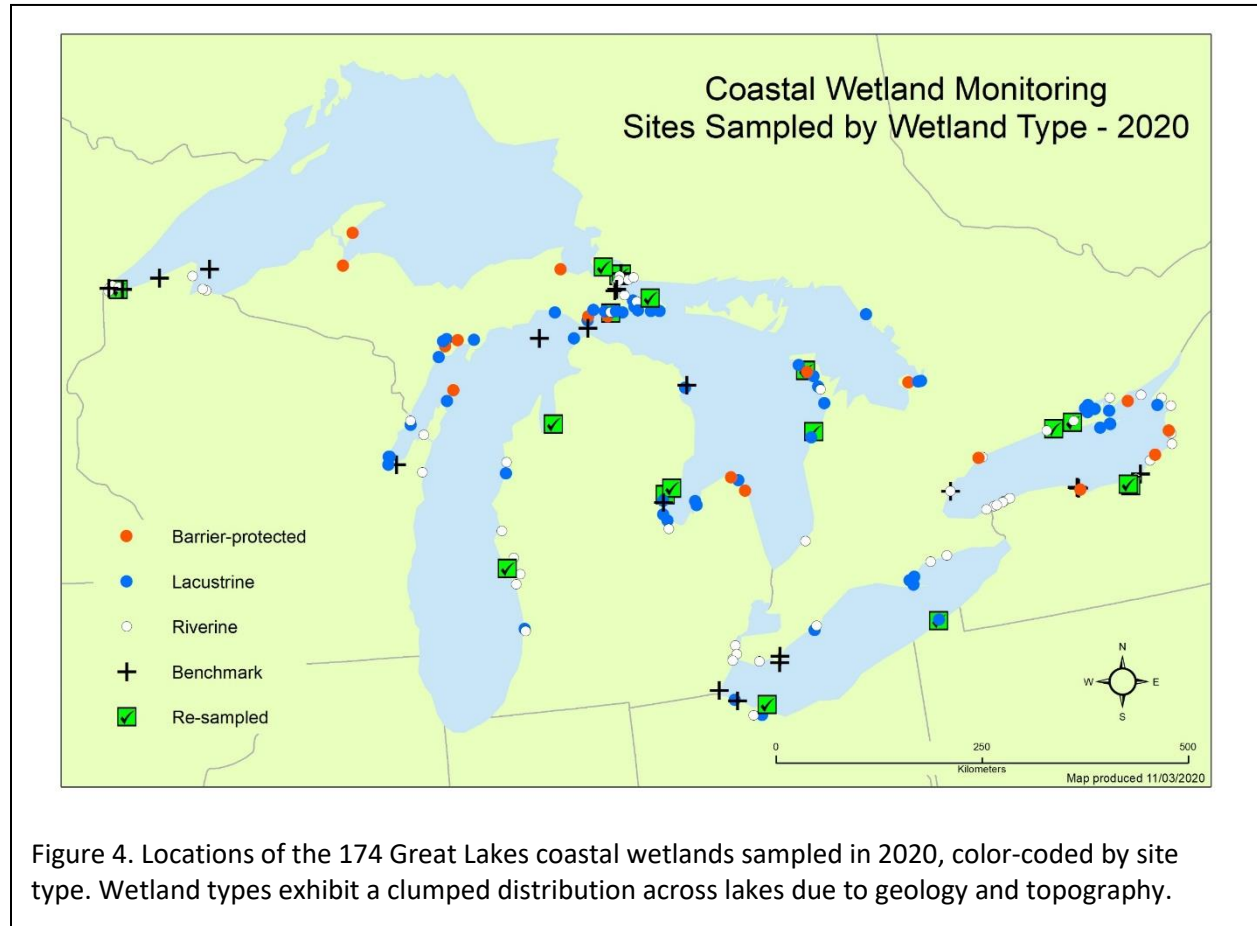 Coastal Wetland Monitoring
Sites Sampled by Wetland Type - 2020
Barrier-protected
Lacustrine
Riverine
Benchmark
Re-sampled
N
W E
S
0 250 500
Kilometers
Map produced 11/03/2020
Figure 4. Locations of the 174 Great Lakes coastal wetlands sampled in 2020, color-coded by site
type. Wetland types exhibit a clumped distribution across lakes due to geology and topography.